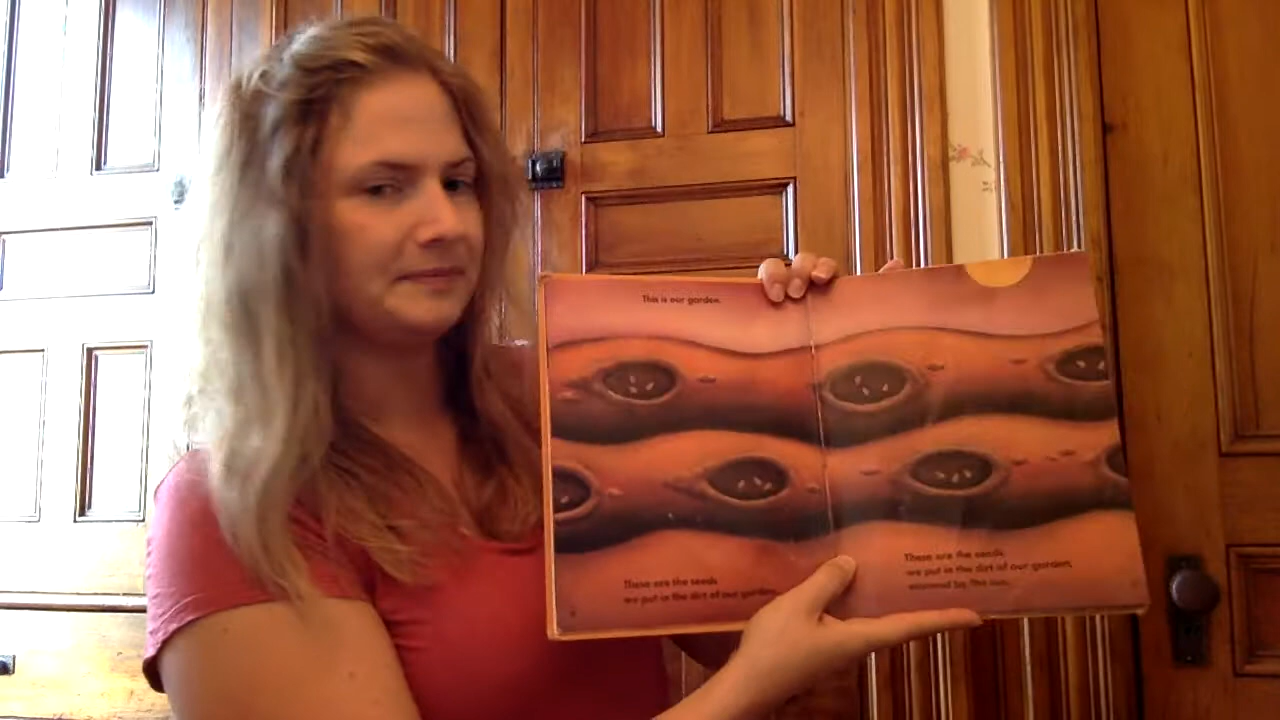 This is our garden.
These are the seeds
we put in the dirt of our garden.
These are the seeds
we put in the dirt of our garden,
warmed by the sun.